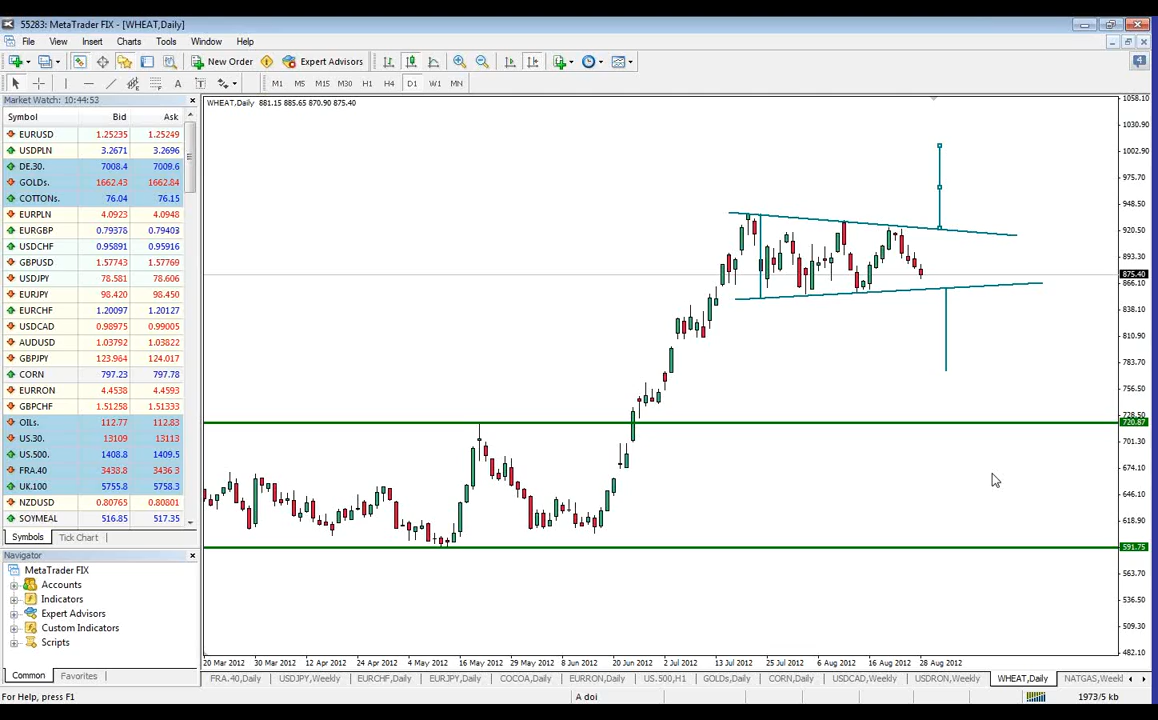 55283: MetaTrader FIX - [WHEAT,Daily]
File View Insert Charts Tools Window Help
New Order Expert Advisors 4
A T M1 M5 M15 M30 H1 H4 D1 W1 MN
Market Watch: 10:44:53
Symbol Bid Ask
EURUSD 1.25235 1.25249
USDPLN 3.2671 3.2696
DE.30. 7008.4 7009.6
GOLDs. 1662.43 1662.84
COTTONs. 76.04 76.15
EURPLN 4.0923 4.0948
EURGBP 0.79378 0.79403
USDCHF 0.95891 0.95916
GBPUSD 1.57743 1.57769
USDJPY 78.581 78.606
EURJPY 98.420 98.450
EURCHF 1.20097 1.20127
USDCAD 0.98975 0.99005
AUDUSD 1.03792 1.03822
GBPJPY 123.964 124.017
CORN 797.23 797.78
EURRON 4.4538 4.4593
GBPCHF 1.51258 1.51333
OILs. 112.77 112.83
US.30. 13109 13113
US.500. 1408.8 1409.5
FRA.40 3433.8 3436.3
UK.100 5755.8 5758.3
NZDUSD 0.80765 0.80801
SOYMEAL 516.85 517.35
Symbols Tick Chart
Navigator
MetaTrader FIX
Accounts
Indicators
Expert Advisors
Custom Indicators
Scripts
Common Favorites
WHEAT,Daily 881.15 885.65 870.90 875.40
1058.10
1030.90
1002.90
975.70
948.50
920.50
893.30
875.40
866.10
838.10
810.90
783.70
756.50
728.50
720.87
701.30
674.10
646.10
618.90
591.75
563.70
536.50
509.30
482.10
20 Mar 2012 30 Mar 2012 12 Apr 2012 24 Apr 2012 4 May 2012 16 May 2012 29 May 2012 8 Jun 2012 20 Jun 2012 2 Jul 2012 13 Jul 2012 25 Jul 2012 6 Aug 2012 16 Aug 2012 28 Aug 2012
FRA.40,Daily USDJPY,Weekly EURCHF,Daily EURJPY,Daily COCOA,Daily EURRON,Daily US.500,H1 GOLDs,Daily CORN,Daily USDCAD,Weekly USDRON,Weekly WHEAT,Daily NATGAS,Weekl
For Help, press F1 A doi 1973/5 kb